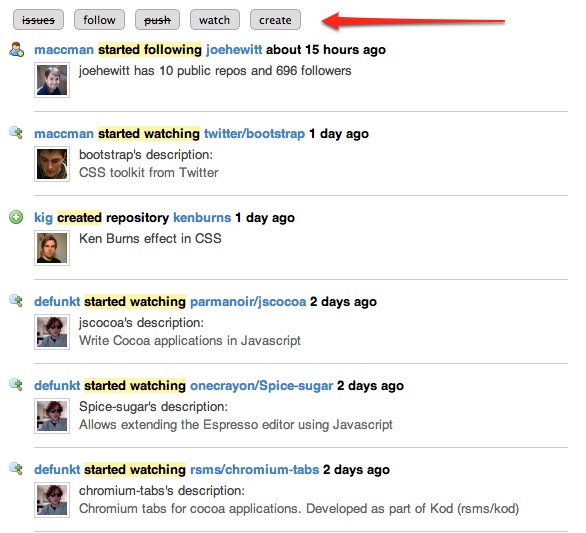 issues follow push watch create
maccman started following joehewitt about 15 hours ago
joehewitt has 10 public repos and 696 followers
maccman started watching twitter/bootstrap 1 day ago
bootstrap's description:
CSS toolkit from Twitter
kig created repository kenburns 1 day ago
Ken Burns effect in CSS
defunkt started watching parmanoir/jscocoa 2 days ago
jscocoa's description:
Write Cocoa applications in Javascript
defunkt started watching onecrayon/Spice-sugar 2 days ago
Spice-sugar's description:
Allows extending the Espresso editor using Javascript
defunkt started watching rsms/chromium-tabs 2 days ago
chromium-tabs's description:
Chromium tabs for cocoa applications. Developed as part of Kod (rsms/kod)